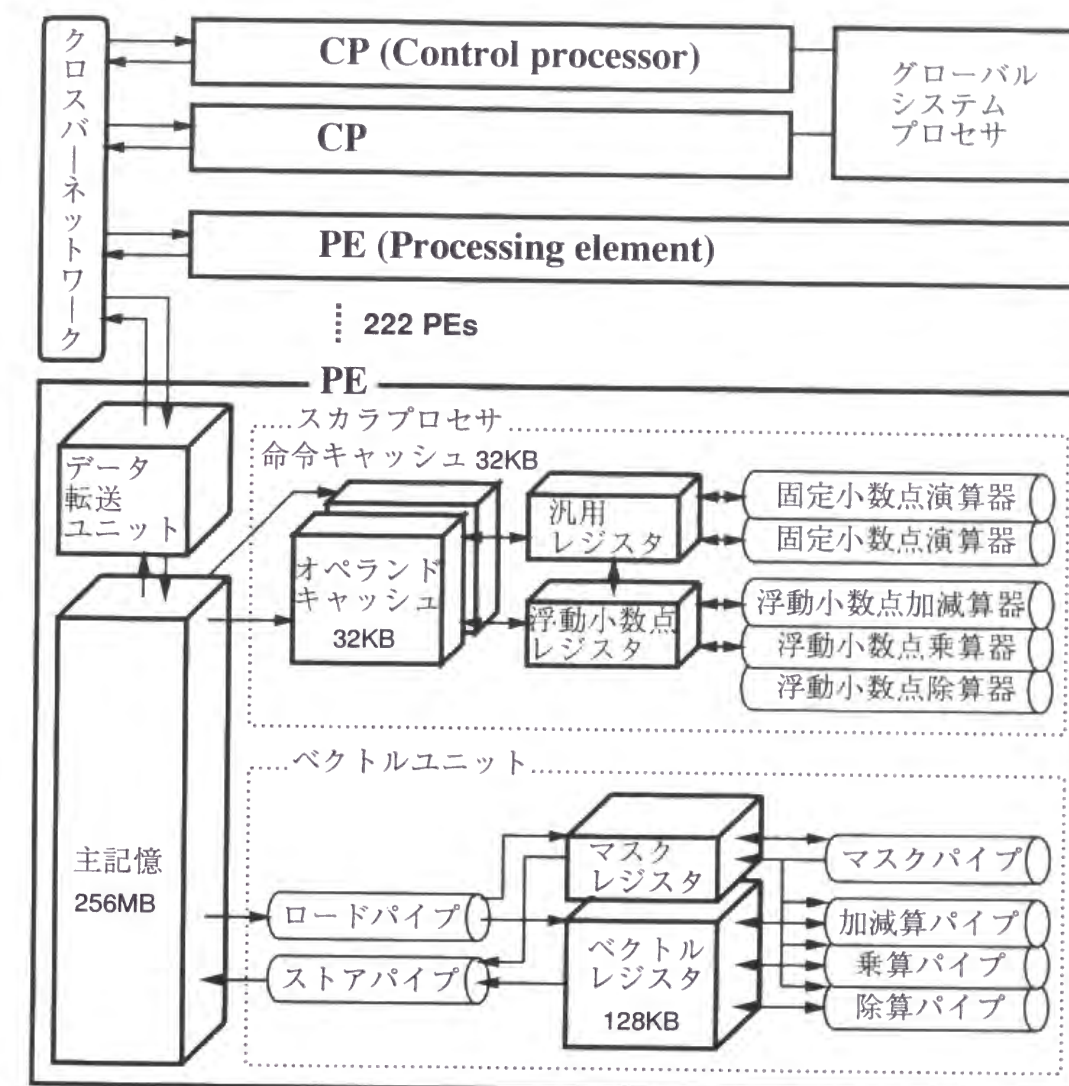 クロスバーネットワーク
CP (Control processor)
CP
グローバル
システム
プロセサ
PE (Processing element)
222 PEs
PE
データ
転送
ユニット
スカラプロセサ
命令キャッシュ 32KB
オペランド
キャッシュ
32KB
汎用
レジスタ
浮動小数点
レジスタ
固定小数点演算器
固定小数点演算器
浮動小数点加減算器
浮動小数点乗算器
浮動小数点除算器
主記憶
256MB
ベクトルユニット
ロードパイプ
ストアパイプ
マスク
レジスタ
ベクトル
レジスタ
128KB
マスクパイプ
加減算パイプ
乗算パイプ
除算パイプ